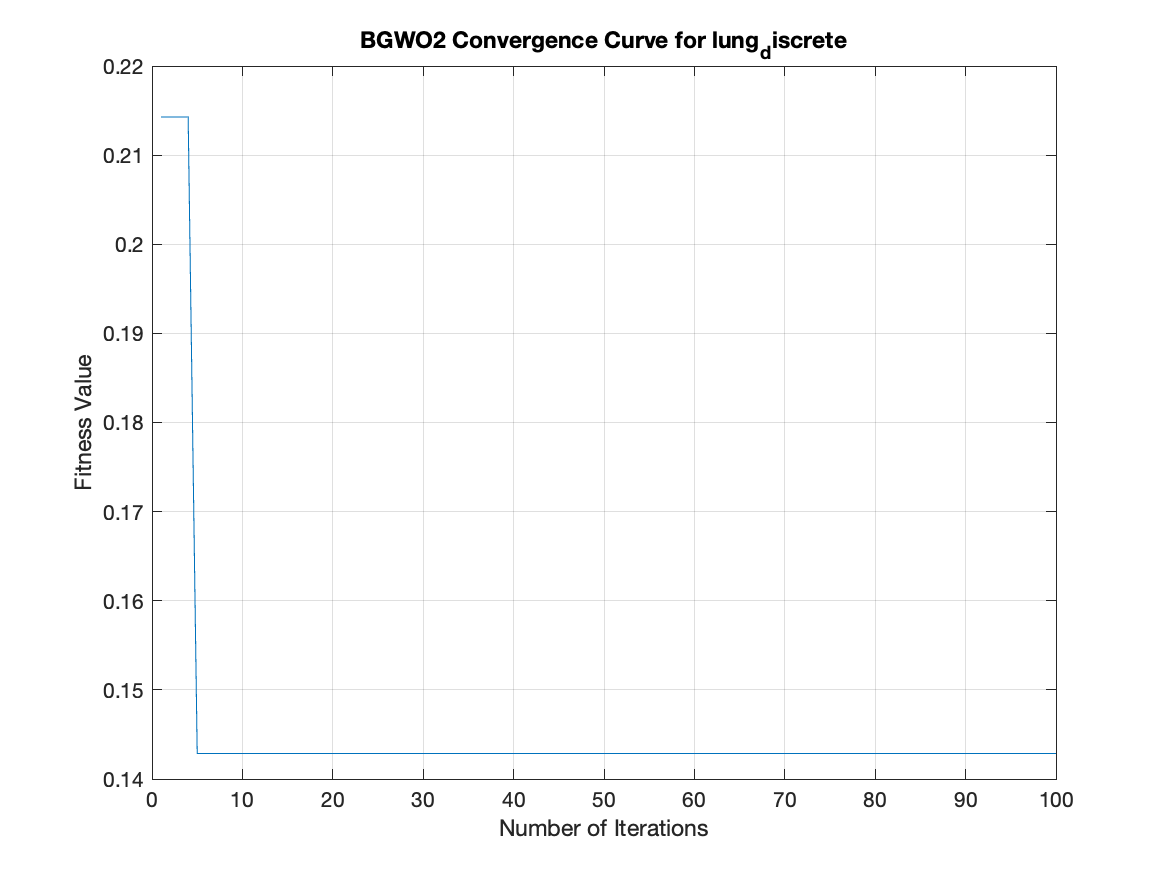 BGWO2 Convergence Curve for lung_discrete
0.22
0.21
0.2
0.19
0.18
0.17
0.16
0.15
0.14
Fitness Value
0 10 20 30 40 50 60 70 80 90 100
Number of Iterations